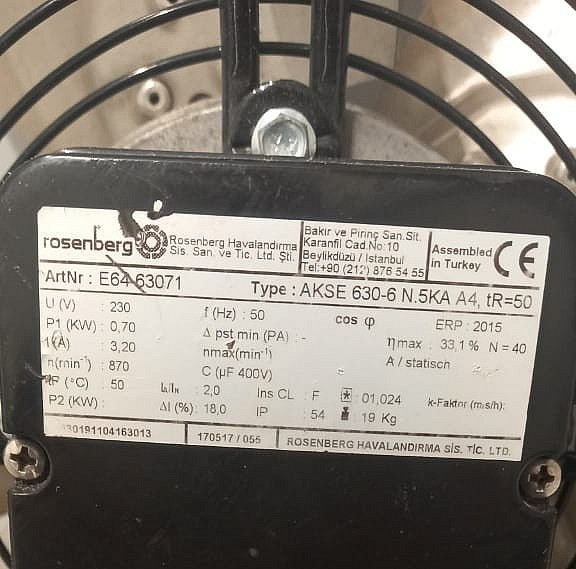 rosenberg
Rosenberg Havalandırma
Sis. San. ve Tic. Ltd. Şti.
Bakır ve Pirinç San.Sit.
Karanfil Cad.No:10
Beylikdüzü / İstanbul
Tel:+90 (212) 876 54 55
Assembled
in Turkey
CE
ArtNr : E64-63071
Type : AKSE 630-6 N.5KA A4, tR=50
U (V) : 230
f (Hz) : 50
cos φ
ERP : 2015
P1 (KW) : 0,70
Δ pst min (PA) : -
η max : 33,1% N = 40
I (A) : 3,20
nmax(min⁻¹)
A / statisch
n(min⁻¹) : 870
C (µF 400V)
tR (°C) : 50
IA/IN : 2,0
Ins CL : F
01,024
k-Faktor (m/s/h):
P2 (KW) :
ΔI (%) : 18,0
IP : 54
19 Kg
170517 / 055
ROSENBERG HAVALANDIRMA SİS. TİC. LTD.